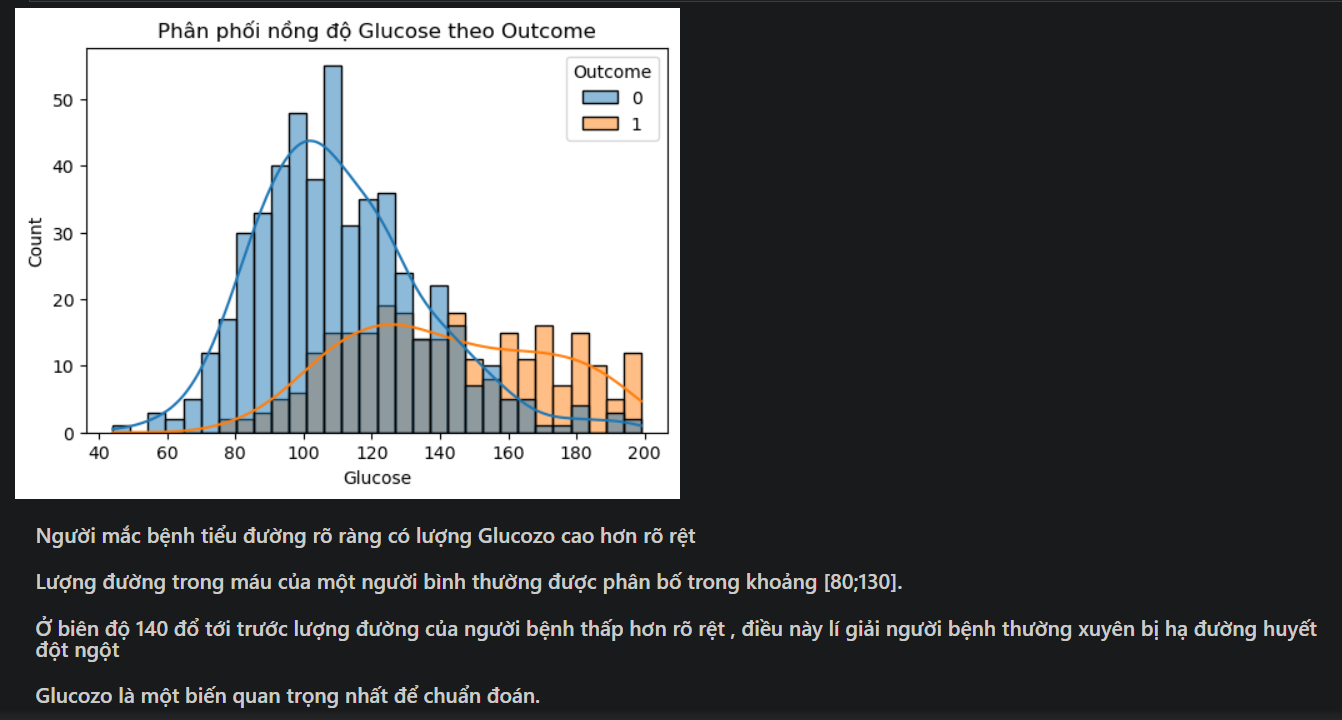 Phân phối nồng độ Glucose theo Outcome
Outcome
0
1
50
40
30
20
10
0
Count
40 60 80 100 120 140 160 180 200
Glucose
Người mắc bệnh tiểu đường rõ ràng có lượng Glucozo cao hơn rõ rệt
Lượng đường trong máu của một người bình thường được phân bố trong khoảng [80;130].
Ở biên độ 140 đổ tới trước lượng đường của người bệnh thấp hơn rõ rệt , điều này lí giải người bệnh thường xuyên bị hạ đường huyết
đột ngột
Glucozo là một biến quan trọng nhất để chuẩn đoán.